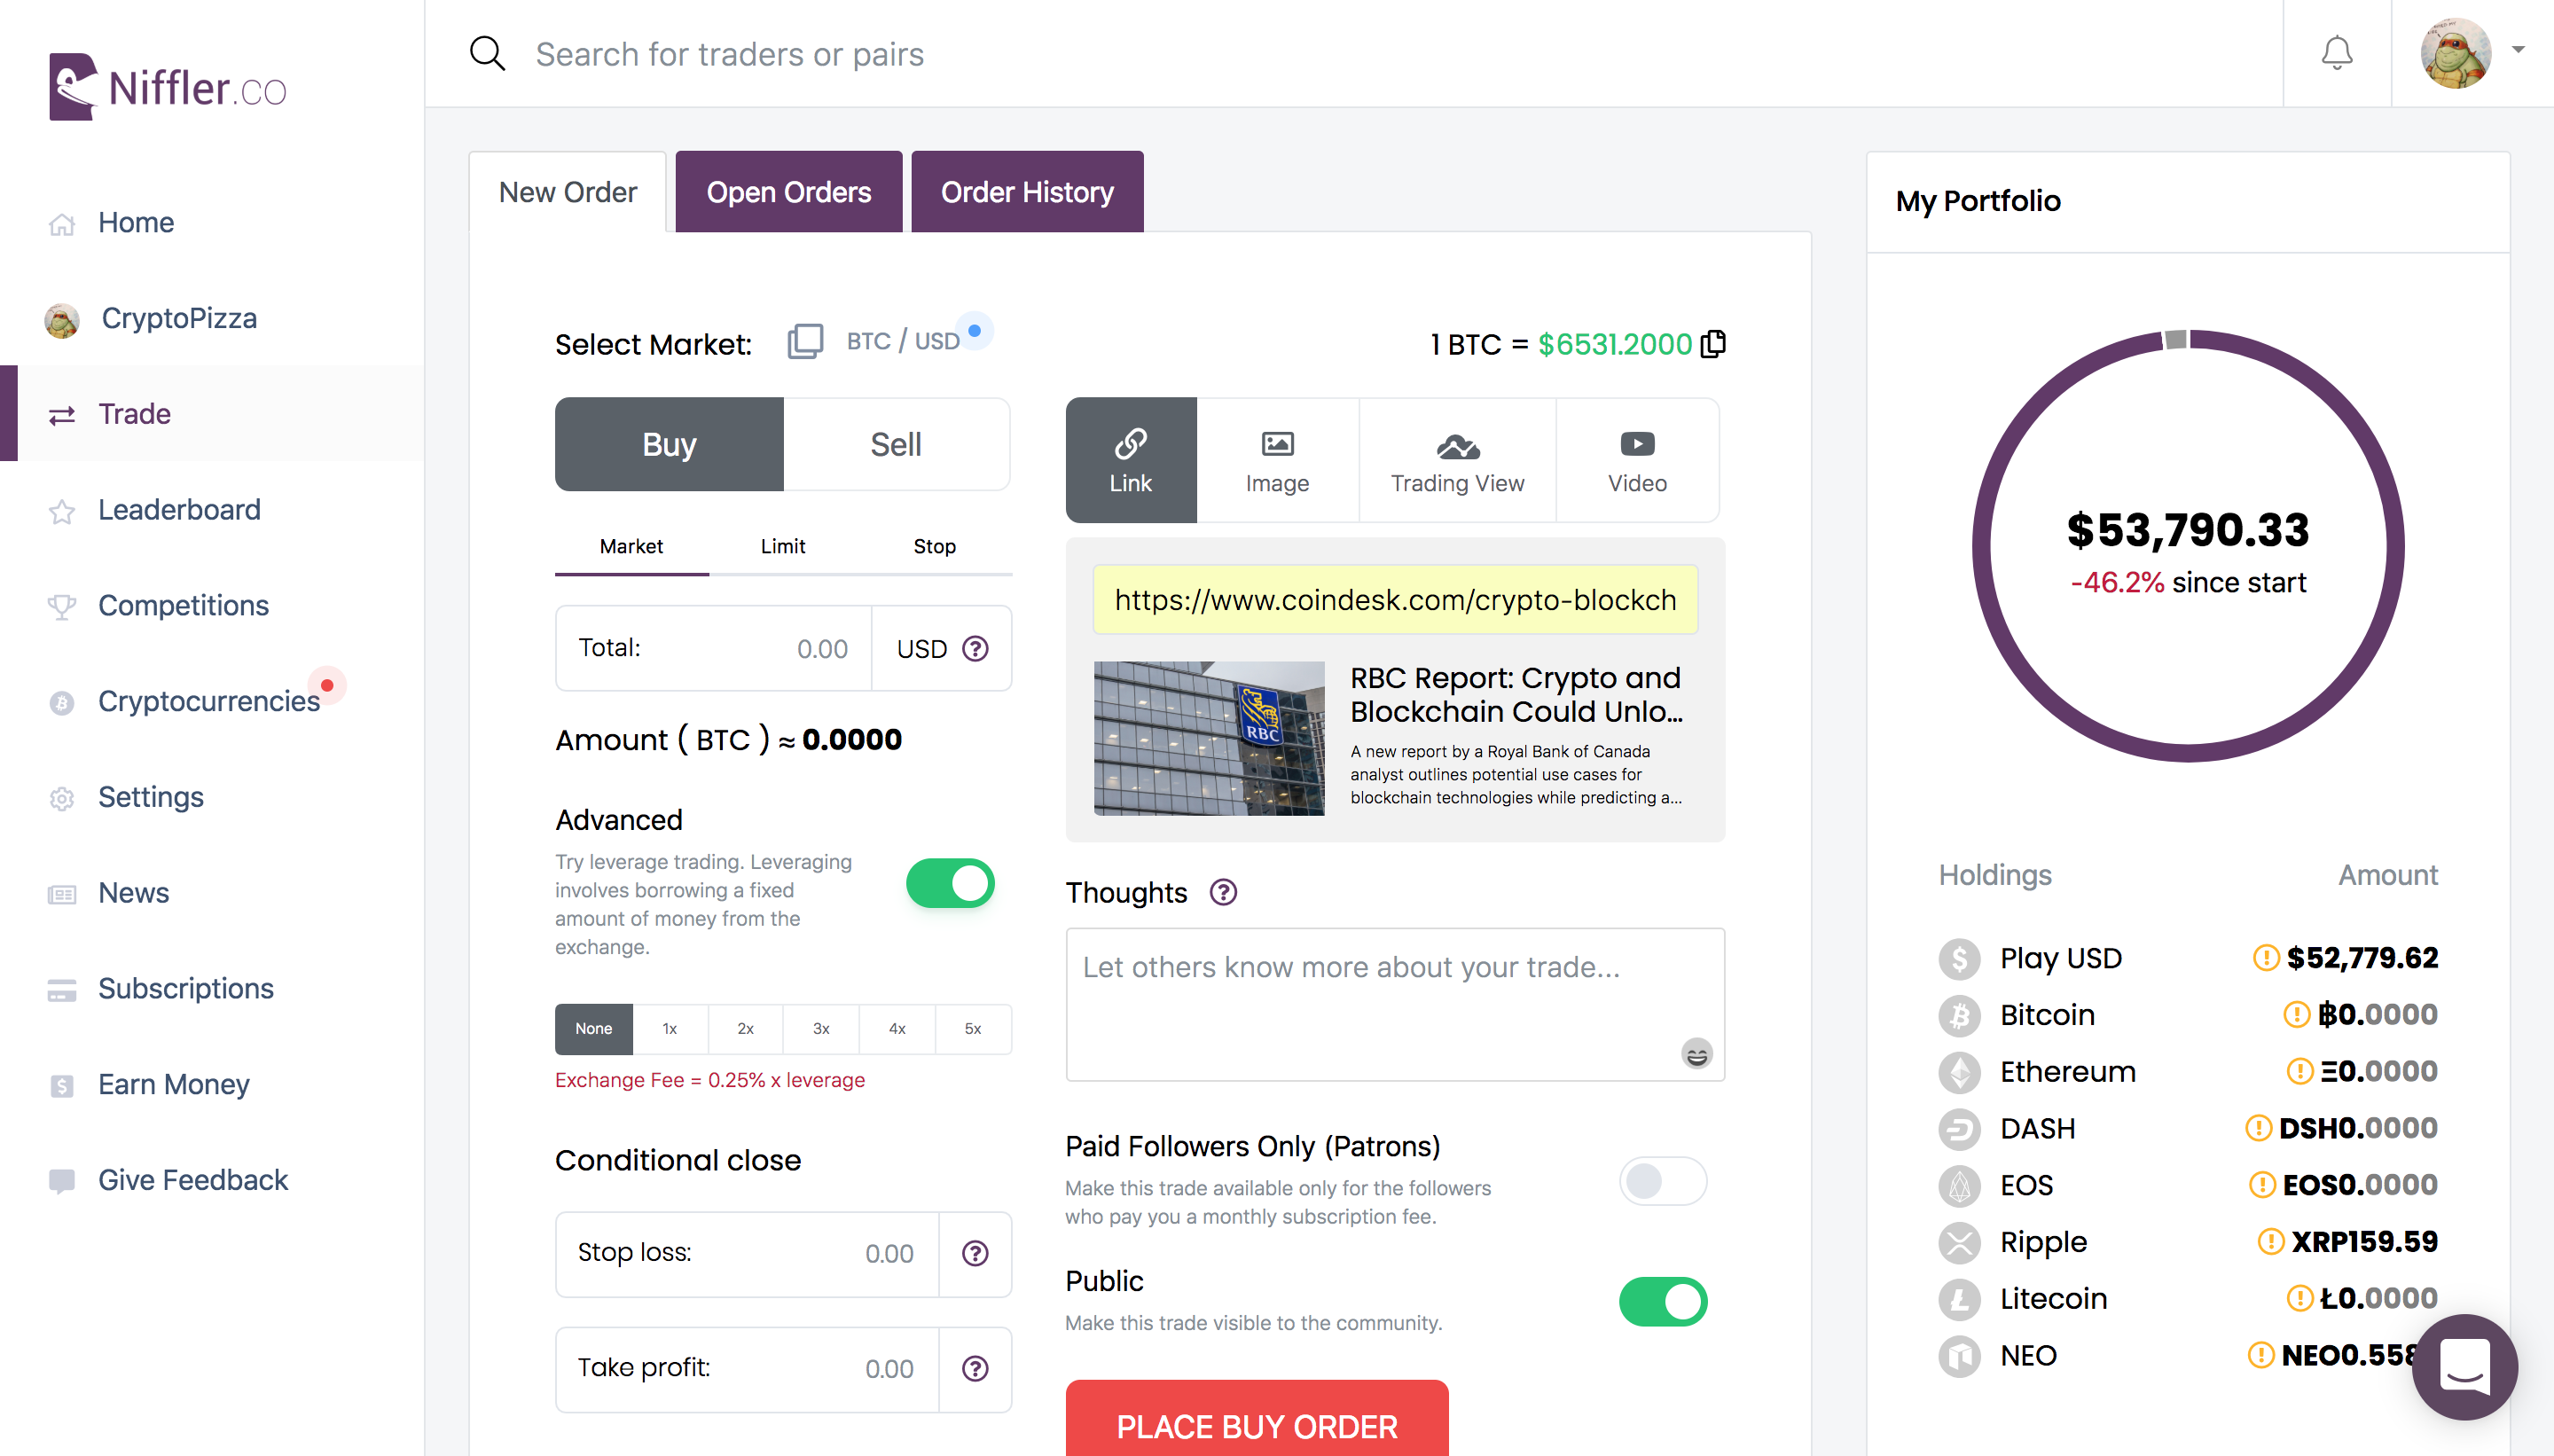 Niffler.co
Search for traders or pairs
Home
CryptoPizza
Trade
Leaderboard
Competitions
Cryptocurrencies
Settings
News
Subscriptions
Earn Money
Give Feedback
New Order
Open Orders
Order History
Select Market:
BTC / USD
1 BTC = $6531.2000
Buy
Sell
Market
Limit
Stop
Total:
0.00
USD
Amount ( BTC ) ≈ 0.0000
Advanced
Try leverage trading. Leveraging
involves borrowing a fixed
amount of money from the
exchange.
None
1x
2x
3x
4x
5x
Exchange Fee = 0.25% x leverage
Conditional close
Stop loss:
0.00
Take profit:
0.00
Link
Image
Trading View
Video
https://www.coindesk.com/crypto-blockch
RBC
RBC Report: Crypto and
Blockchain Could Unlo...
A new report by a Royal Bank of Canada
analyst outlines potential use cases for
blockchain technologies while predicting a...
Thoughts
Let others know more about your trade...
Paid Followers Only (Patrons)
Make this trade available only for the followers
who pay you a monthly subscription fee.
Public
Make this trade visible to the community.
PLACE BUY ORDER
My Portfolio
$53,790.33
-46.2% since start
Holdings
Amount
Play USD
$52,779.62
Bitcoin
฿0.0000
Ethereum
Ξ0.0000
DASH
DSH0.0000
EOS
EOS0.0000
Ripple
XRP159.59
Litecoin
Ł0.0000
NEO